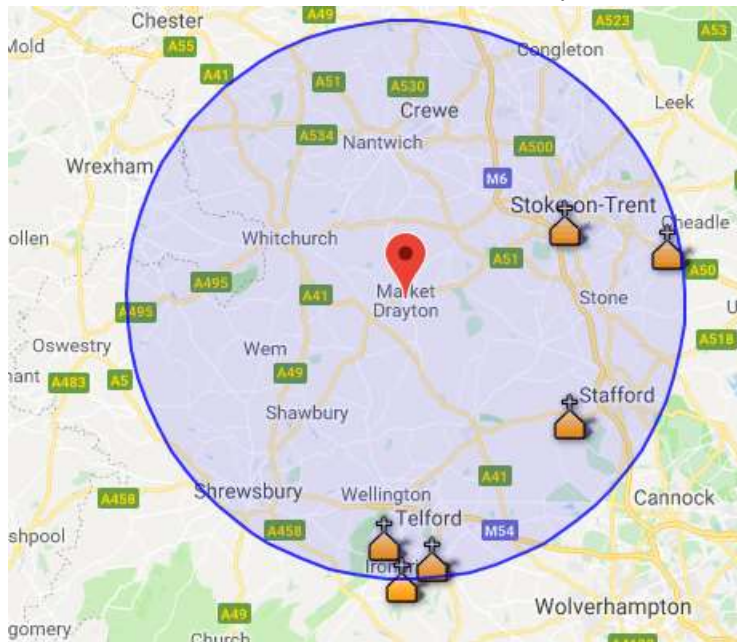 A49
A523
Chester
A53
Mold
A55
Congleton
A41
A51
A530
Crewe
Leek
A534
Nantwich
A500
Wrexham
M6
Stoke-on-Trent
Cheadle
ollen
Whitchurch
A51
A50
A495
A41
Market
Drayton
Stone
A495
U
A518
Oswestry
Wem
nant
A483
A5
A49
Stafford
Shawbury
A41
Shrewsbury
Wellington
Cannock
A458
Telford
A458
M54
shpool
Iron
Wolverhampton
A49
gomery
Church